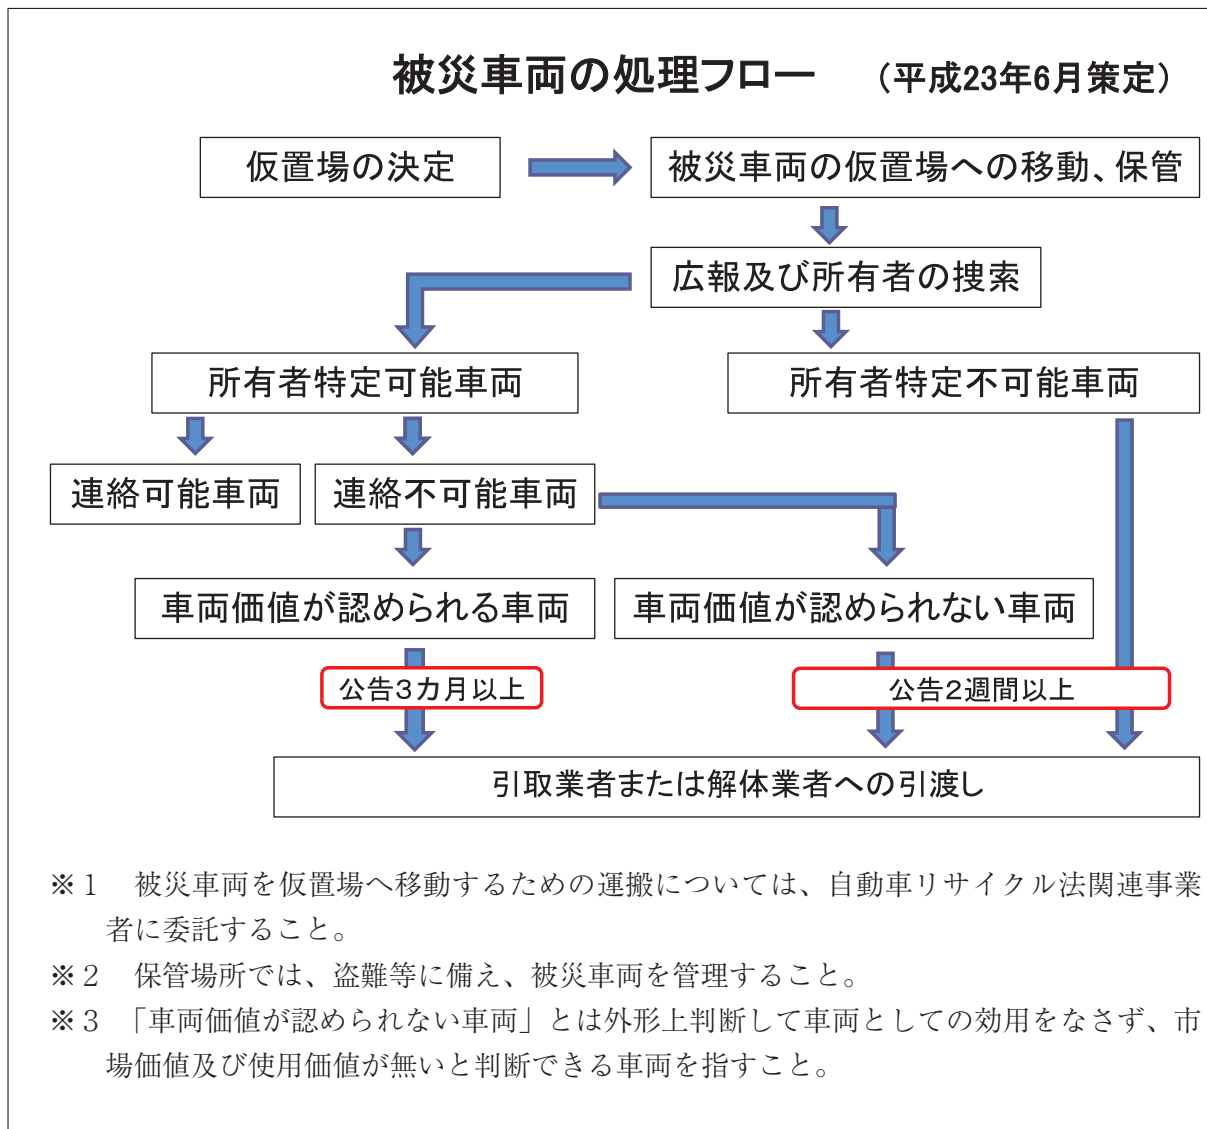 被災車両の処理フロー （平成23年6月策定）
仮置場の決定
被災車両の仮置場への移動、保管
広報及び所有者の捜索
所有者特定可能車両
所有者特定不可能車両
連絡可能車両
連絡不可能車両
車両価値が認められる車両
車両価値が認められない車両
公告3カ月以上
公告2週間以上
引取業者または解体業者への引渡し
※１　被災車両を仮置場へ移動するための運搬については、自動車リサイクル法関連事業
者に委託すること。
※２　保管場所では、盗難等に備え、被災車両を管理すること。
※３　「車両価値が認められない車両」とは外形上判断して車両としての効用をなさず、市
場価値及び使用価値が無いと判断できる車両を指すこと。